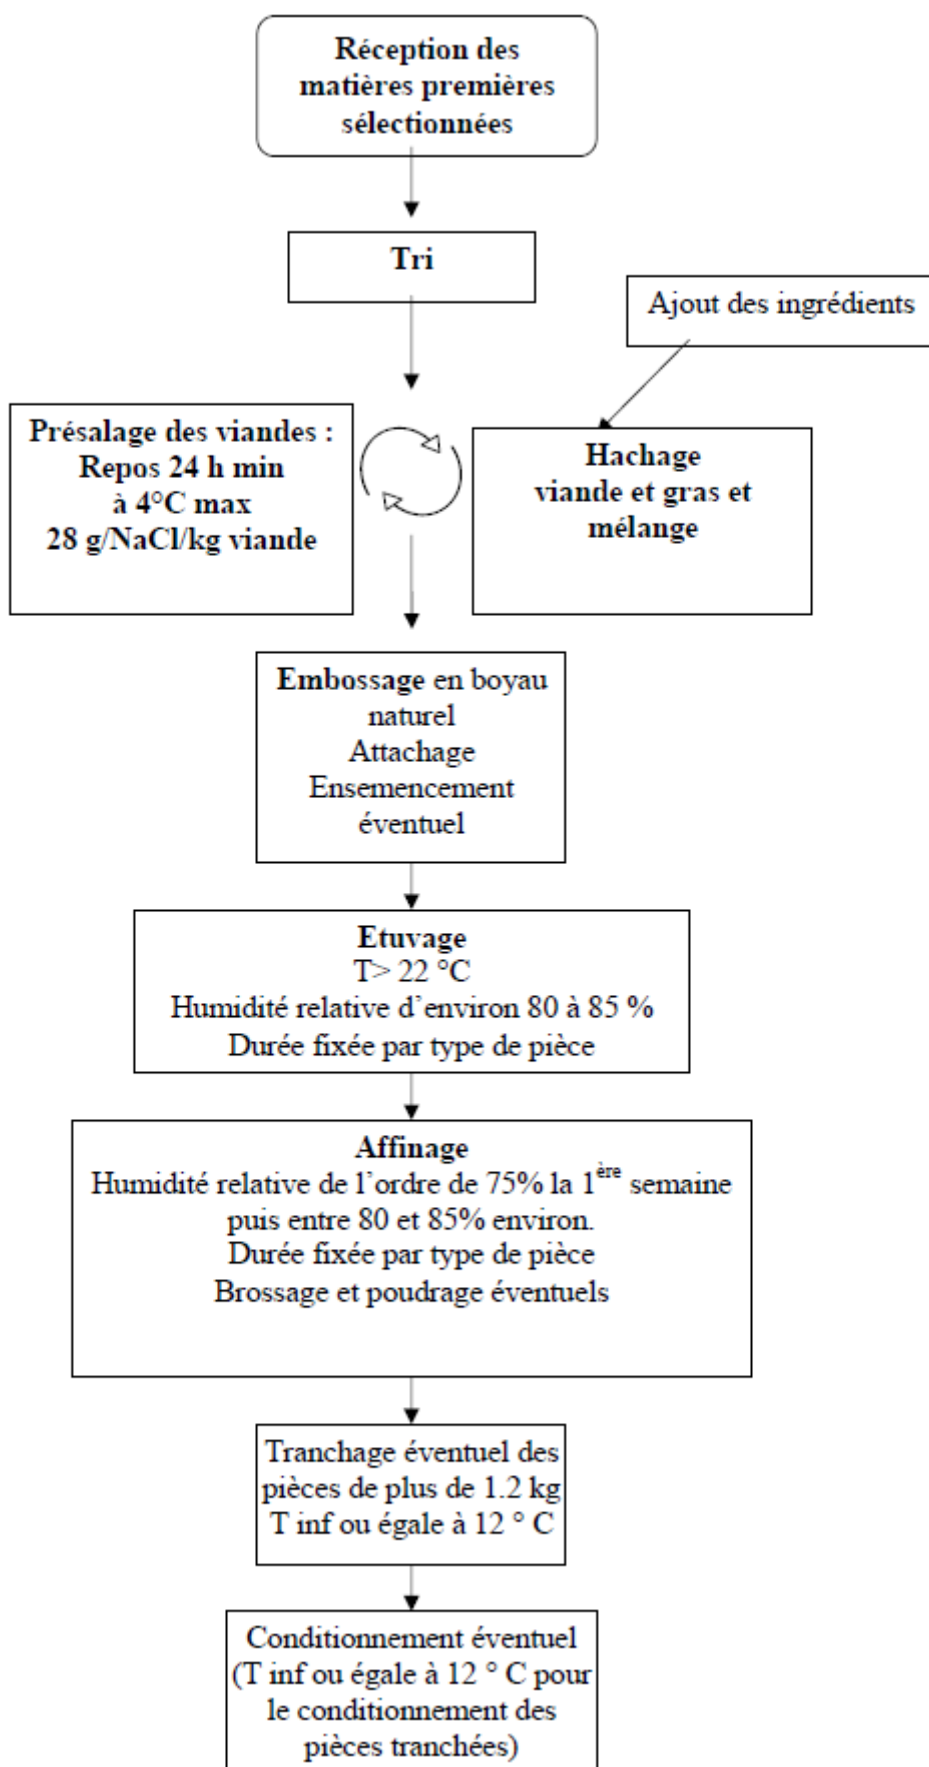 Réception des
matières premières
sélectionnées
Tri
Ajout des ingrédients
Présalage des viandes :
Repos 24 h min
à 4°C max
28 g/NaCl/kg viande
Hachage
viande et gras et
mélange
Embossage en boyau
naturel
Attachage
Ensemencement
éventuel
Etuvage
T> 22 °C
Humidité relative d’environ 80 à 85 %
Durée fixée par type de pièce
Affinage
Humidité relative de l’ordre de 75% la 1ère semaine
puis entre 80 et 85% environ.
Durée fixée par type de pièce
Brossage et poudrage éventuels
Tranchage éventuel des
pièces de plus de 1.2 kg
T inf ou égale à 12 ° C
Conditionnement éventuel
(T inf ou égale à 12 ° C pour
le conditionnement des
pièces tranchées)